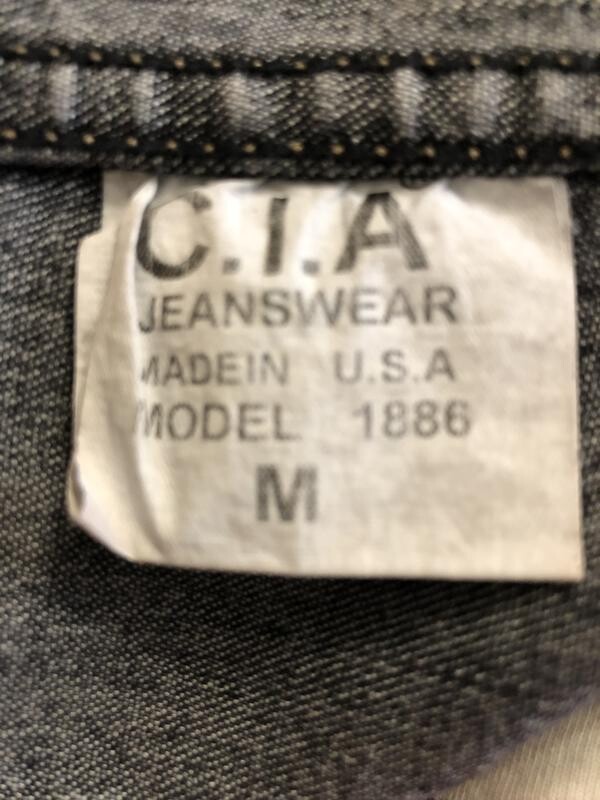 C.I.A
JEANSWEAR
MADEIN U.S.A
MODEL 1886
M